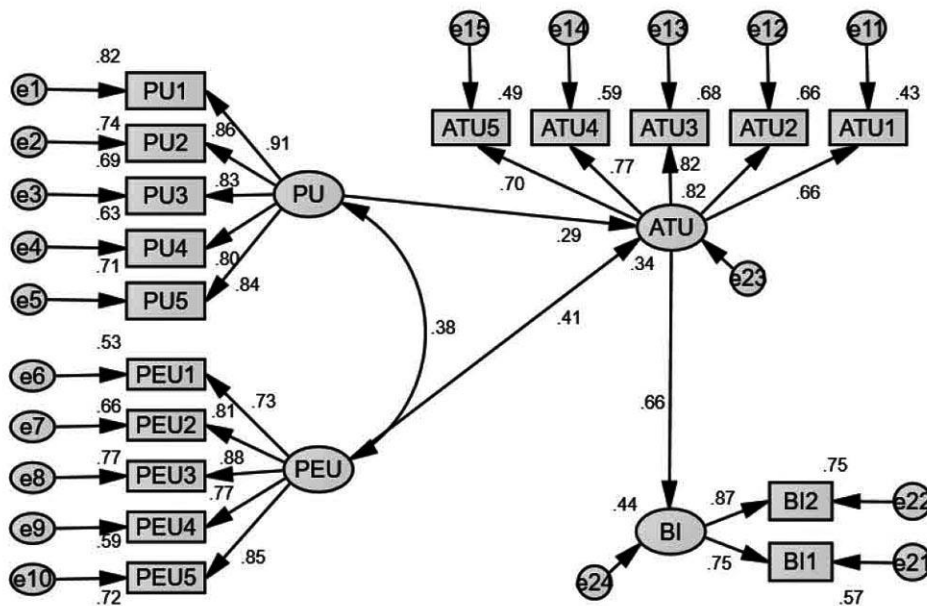 e15 e14 e13 e12 e11
.49 .59 .68 .66 .43
ATU5 ATU4 ATU3 ATU2 ATU1
.70 .77 .82 .82 .66
.82
e1 PU1
.74 .86 .91
e2 PU2
.69
e3 PU3 .83 PU
.63
e4 PU4
.71 .80
e5 PU5 .84
.29 ATU
.34 e23
.38 .41
.53
e6 PEU1 .73
.66 .81
e7 PEU2
.77 .88
e8 PEU3 PEU
.77
e9 PEU4
.59 .85
e10 PEU5
.72
.66
.44 BI
e24
.87 .75
BI2 e22
.75 BI1 e21
.57